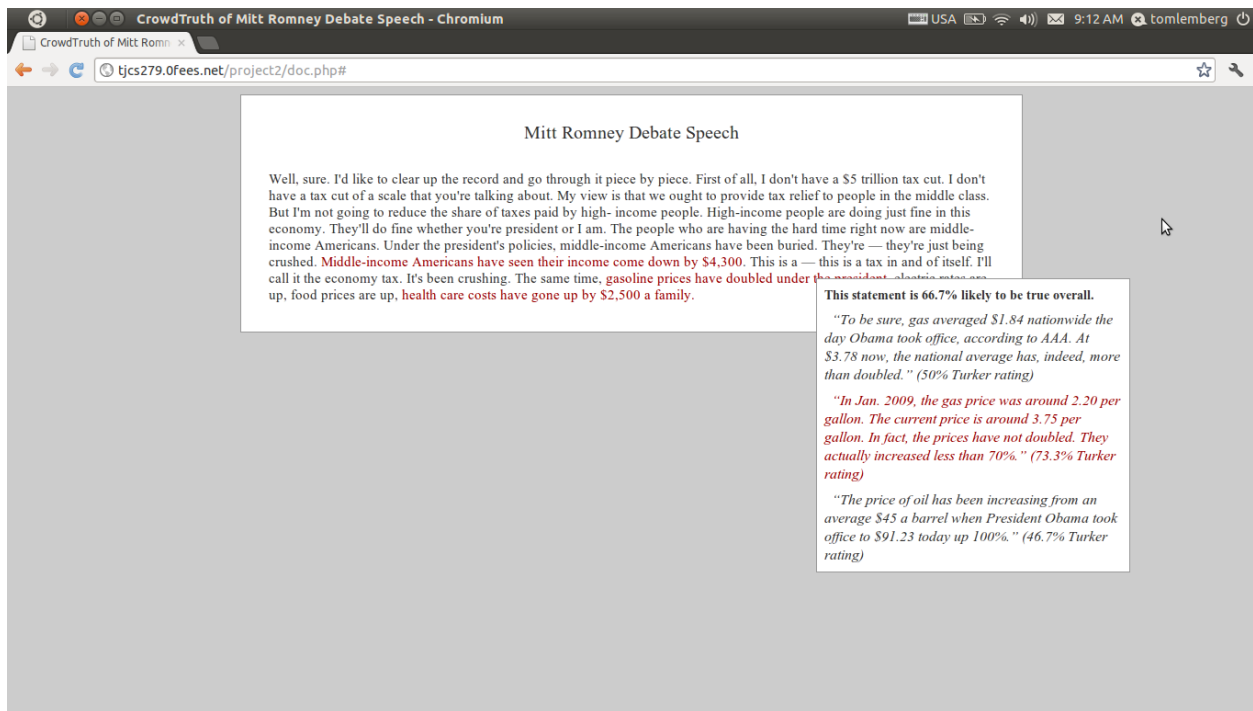 CrowdTruth of Mitt Romney Debate Speech - Chromium
USA 9:12 AM tomlemberg
CrowdTruth of Mitt Romn
tjcs279.0fees.net/project2/doc.php#
Mitt Romney Debate Speech
Well, sure. I'd like to clear up the record and go through it piece by piece. First of all, I don't have a $5 trillion tax cut. I don't
have a tax cut of a scale that you're talking about. My view is that we ought to provide tax relief to people in the middle class.
But I'm not going to reduce the share of taxes paid by high- income people. High-income people are doing just fine in this
economy. They'll do fine whether you're president or I am. The people who are having the hard time right now are middle-
income Americans. Under the president's policies, middle-income Americans have been buried. They're — they're just being
crushed. Middle-income Americans have seen their income come down by $4,300. This is a — this is a tax in and of itself. I'll
call it the economy tax. It's been crushing. The same time, gasoline prices have doubled under the president, electric rates are
up, food prices are up, health care costs have gone up by $2,500 a family.
This statement is 66.7% likely to be true overall.
“To be sure, gas averaged $1.84 nationwide the
day Obama took office, according to AAA. At
$3.78 now, the national average has, indeed, more
than doubled.” (50% Turker rating)
“In Jan. 2009, the gas price was around 2.20 per
gallon. The current price is around 3.75 per
gallon. In fact, the prices have not doubled. They
actually increased less than 70%.” (73.3% Turker
rating)
“The price of oil has been increasing from an
average $45 a barrel when President Obama took
office to $91.23 today up 100%.” (46.7% Turker
rating)